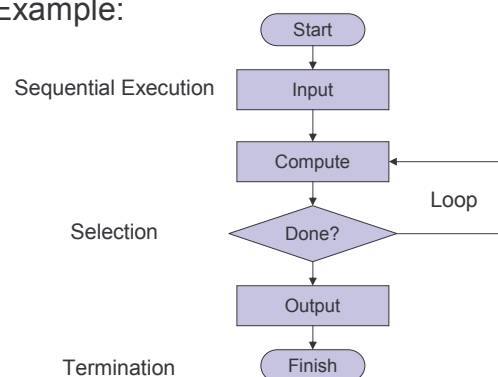 Example:
Start
Sequential Execution
Input
Compute
Loop
Selection
Done?
Output
Termination
Finish